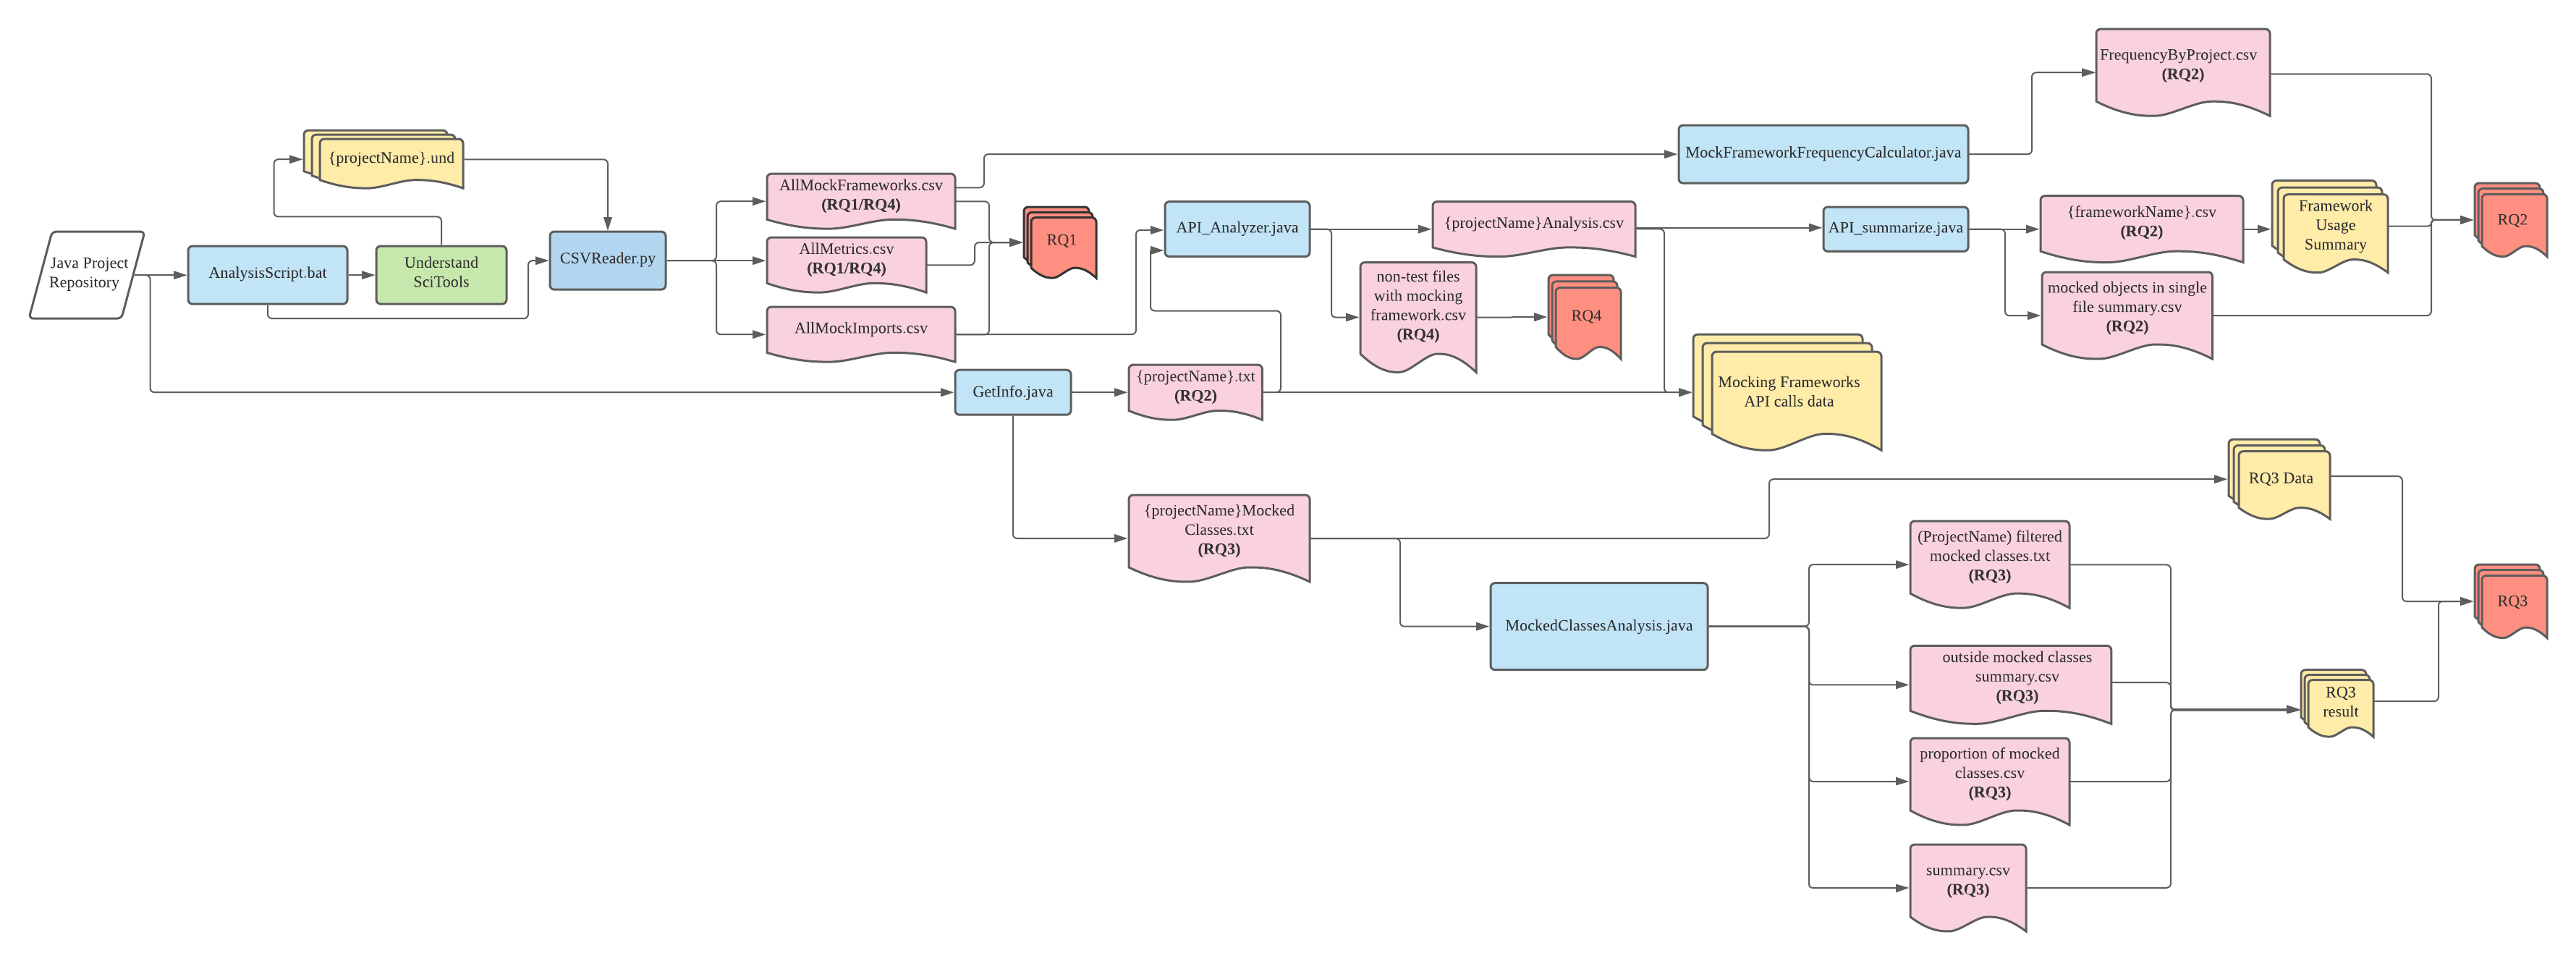 Java Project
Repository
AnalysisScript.bat
Understand
SciTools
{projectName}.und
CSVReader.py
AllMockFrameworks.csv
(RQ1/RQ4)
AllMetrics.csv
(RQ1/RQ4)
AllMockImports.csv
RQ1
GetInfo.java
{projectName}.txt
(RQ2)
API_Analyzer.java
{projectName}Analysis.csv
non-test files
with mocking
framework.csv
(RQ4)
RQ4
Mocking Frameworks
API calls data
MockFrameworkFrequencyCalculator.java
FrequencyByProject.csv
(RQ2)
API_summarize.java
{frameworkName}.csv
(RQ2)
Framework
Usage
Summary
mocked objects in single
file summary.csv
(RQ2)
RQ2
{projectName}Mocked
Classes.txt
(RQ3)
RQ3 Data
MockedClassesAnalysis.java
(ProjectName) filtered
mocked classes.txt
(RQ3)
outside mocked classes
summary.csv
(RQ3)
proportion of mocked
classes.csv
(RQ3)
summary.csv
(RQ3)
RQ3
result
RQ3